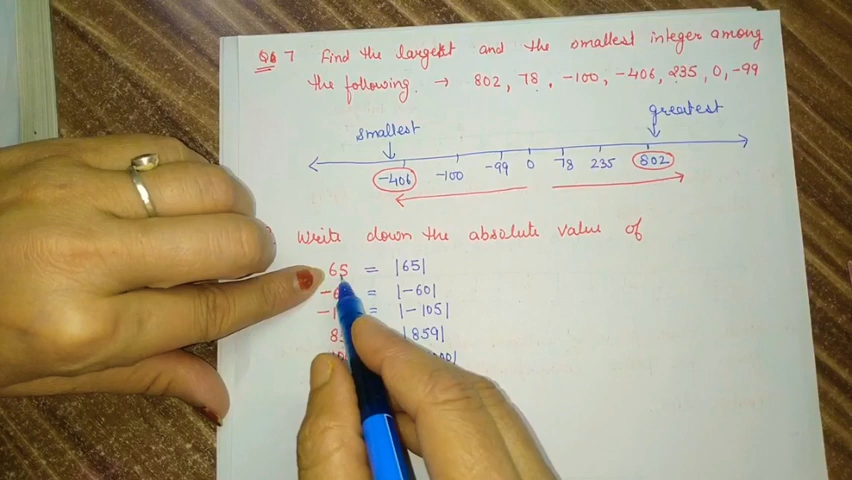 Q 7 Find the largest and the smallest integer among
the following. → 802, 78, -100, -406, 235, 0, -99
smallest greatest
-406 -100 -99 0 78 235 802
Write down the absolute value of
65 = |65|
= |-60|
= |-105|
|859|